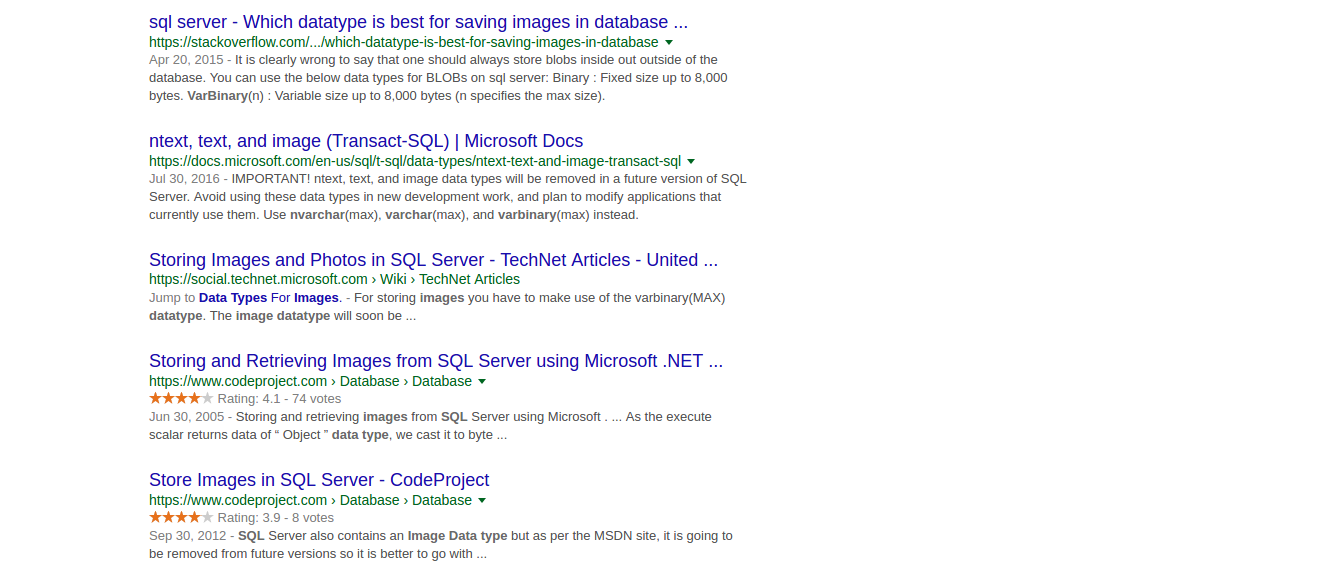 sql server - Which datatype is best for saving images in database ...
https://stackoverflow.com/.../which-datatype-is-best-for-saving-images-in-database
Apr 20, 2015 - It is clearly wrong to say that one should always store blobs inside out outside of the
database. You can use the below data types for BLOBs on sql server: Binary : Fixed size up to 8,000
bytes. VarBinary(n) : Variable size up to 8,000 bytes (n specifies the max size).
ntext, text, and image (Transact-SQL) | Microsoft Docs
https://docs.microsoft.com/en-us/sql/t-sql/data-types/ntext-text-and-image-transact-sql
Jul 30, 2016 - IMPORTANT! ntext, text, and image data types will be removed in a future version of SQL
Server. Avoid using these data types in new development work, and plan to modify applications that
currently use them. Use nvarchar(max), varchar(max), and varbinary(max) instead.
Storing Images and Photos in SQL Server - TechNet Articles - United ...
https://social.technet.microsoft.com › Wiki › TechNet Articles
Jump to Data Types For Images. - For storing images you have to make use of the varbinary(MAX)
datatype. The image datatype will soon be ...
Storing and Retrieving Images from SQL Server using Microsoft .NET ...
https://www.codeproject.com › Database › Database
Rating: 4.1 - 74 votes
Jun 30, 2005 - Storing and retrieving images from SQL Server using Microsoft . ... As the execute
scalar returns data of “ Object ” data type, we cast it to byte ...
Store Images in SQL Server - CodeProject
https://www.codeproject.com › Database › Database
Rating: 3.9 - 8 votes
Sep 30, 2012 - SQL Server also contains an Image Data type but as per the MSDN site, it is going to
be removed from future versions so it is better to go with ...